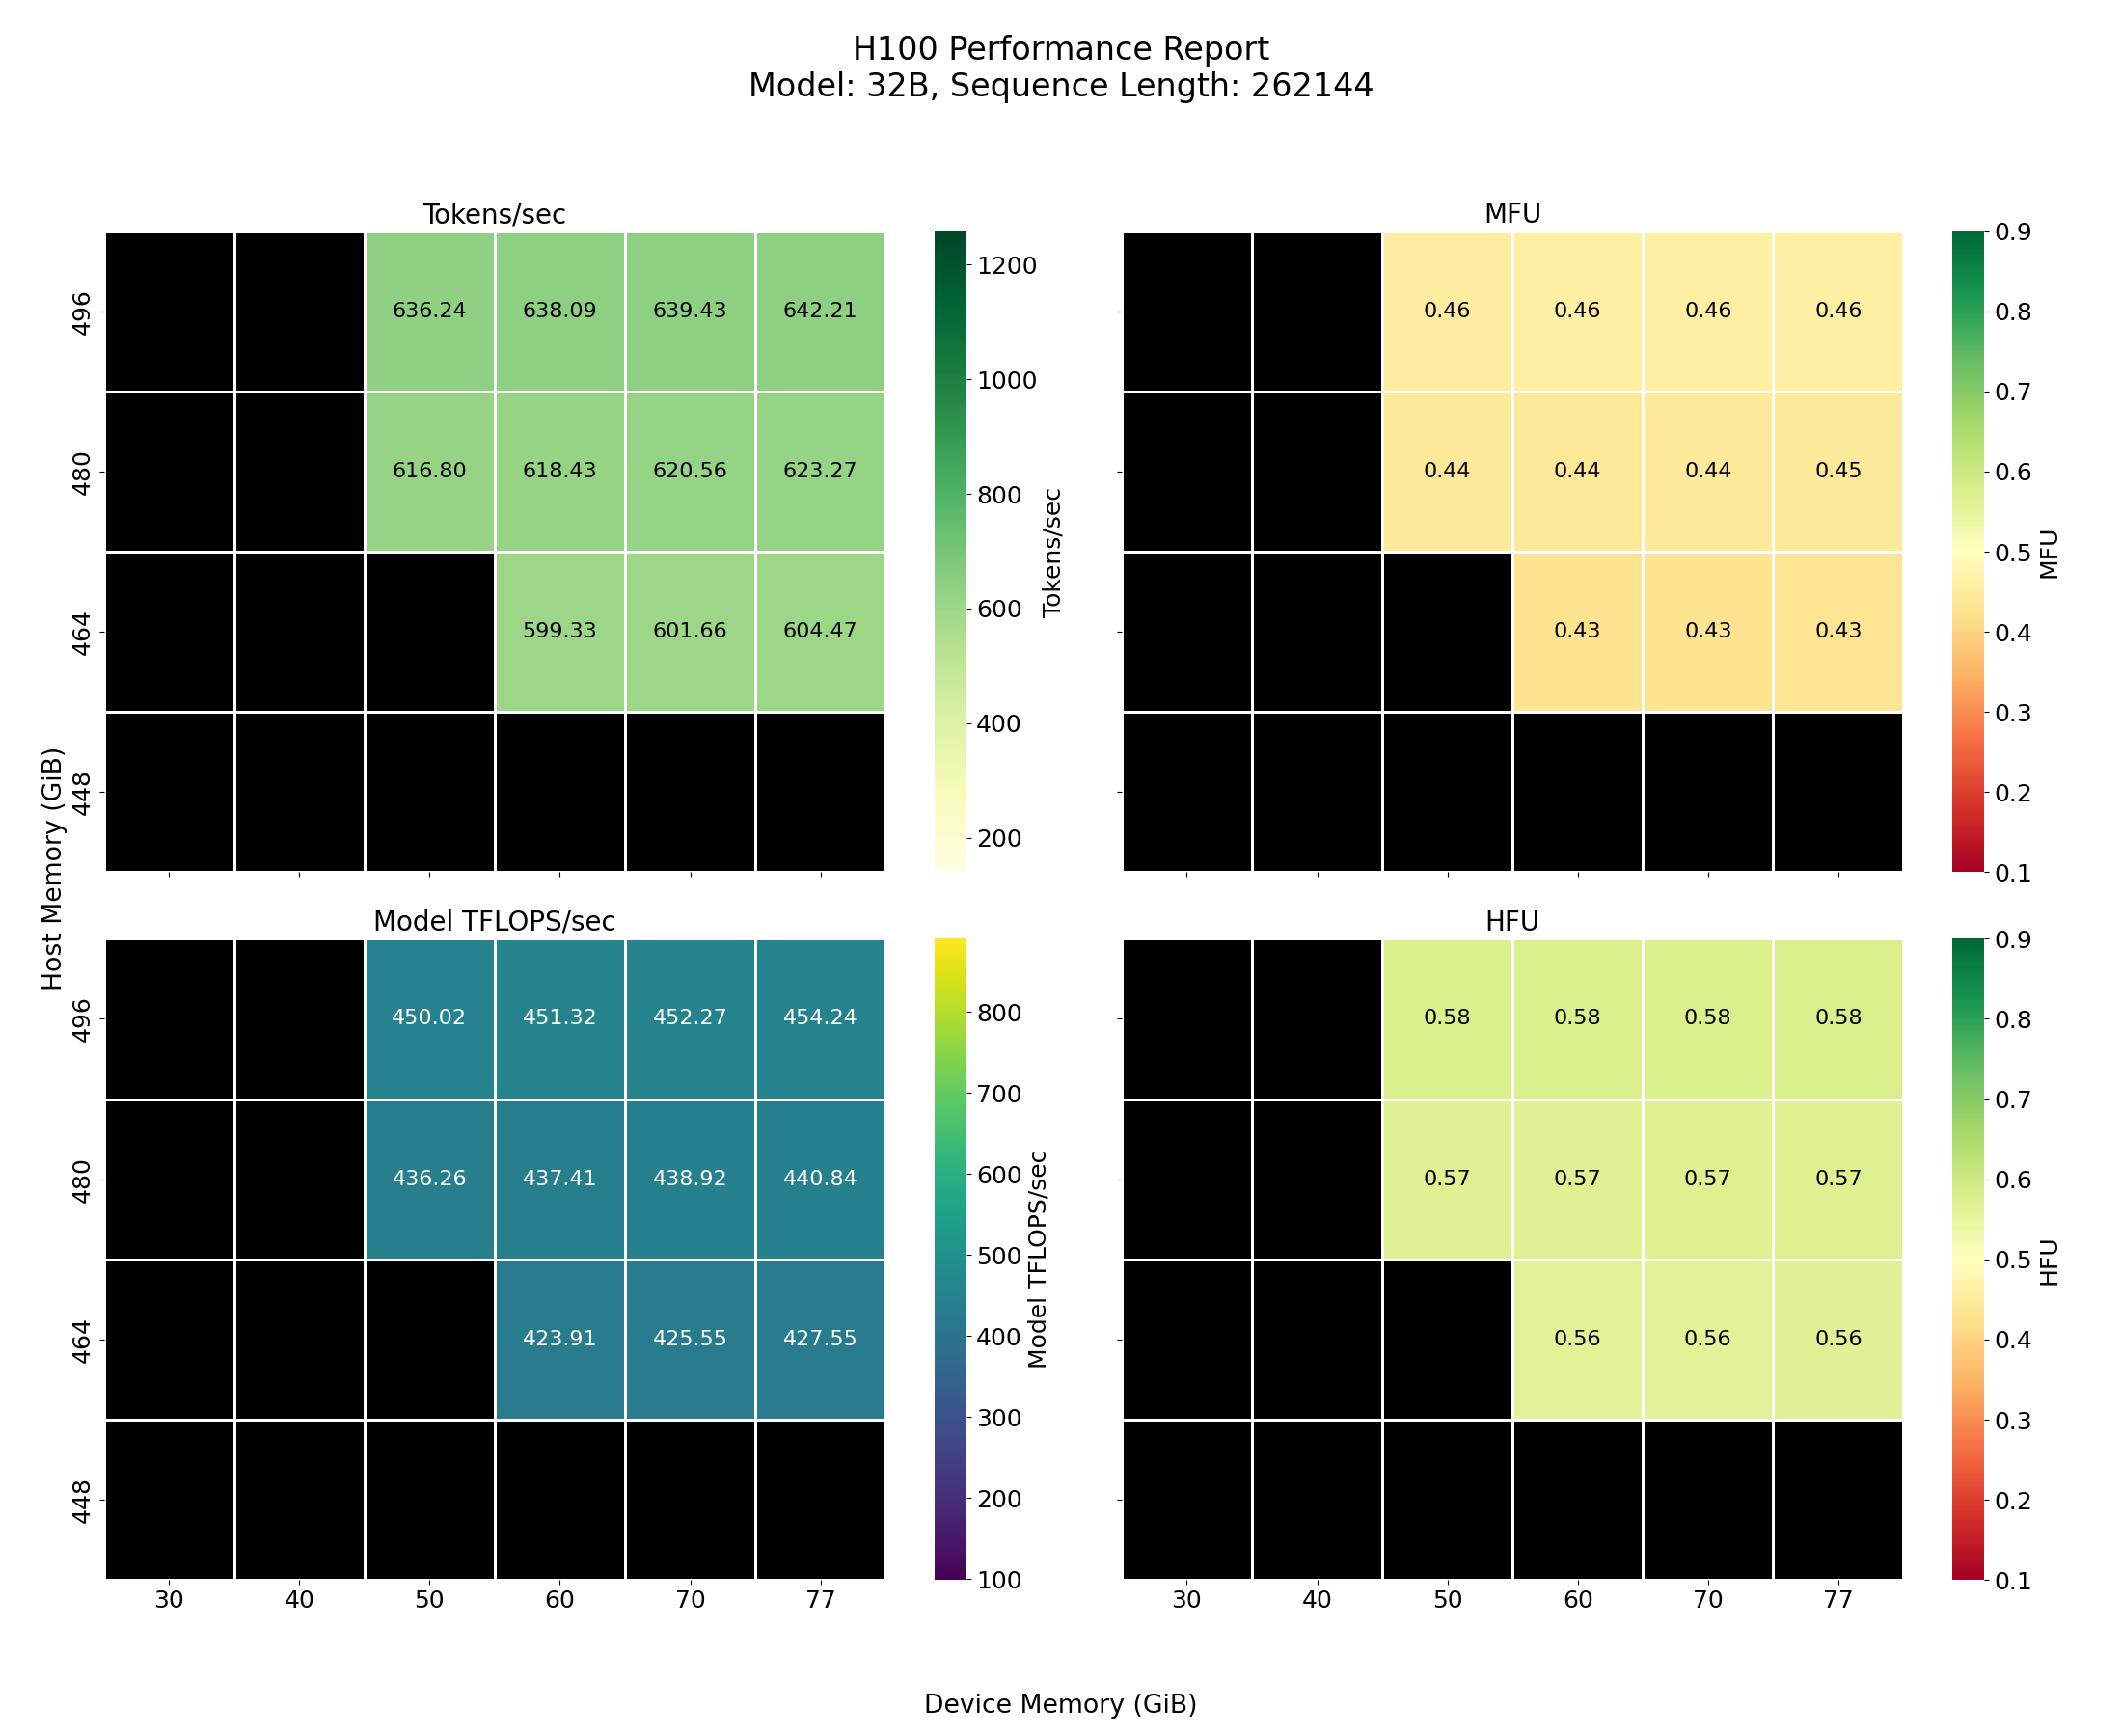 H100 Performance Report
Model: 32B, Sequence Length: 262144
Tokens/sec
496
636.24 638.09 639.43 642.21
480
616.80 618.43 620.56 623.27
464
599.33 601.66 604.47
448
1200
1000
800
600
400
200
Tokens/sec
MFU
0.46 0.46 0.46 0.46
0.44 0.44 0.44 0.45
0.43 0.43 0.43
0.9
0.8
0.7
0.6
0.5
0.4
0.3
0.2
0.1
MFU
Host Memory (GiB)
Model TFLOPS/sec
496
450.02 451.32 452.27 454.24
480
436.26 437.41 438.92 440.84
464
423.91 425.55 427.55
448
30 40 50 60 70 77
800
700
600
500
400
300
200
100
Model TFLOPS/sec
HFU
0.58 0.58 0.58 0.58
0.57 0.57 0.57 0.57
0.56 0.56 0.56
30 40 50 60 70 77
0.9
0.8
0.7
0.6
0.5
0.4
0.3
0.2
0.1
HFU
Device Memory (GiB)